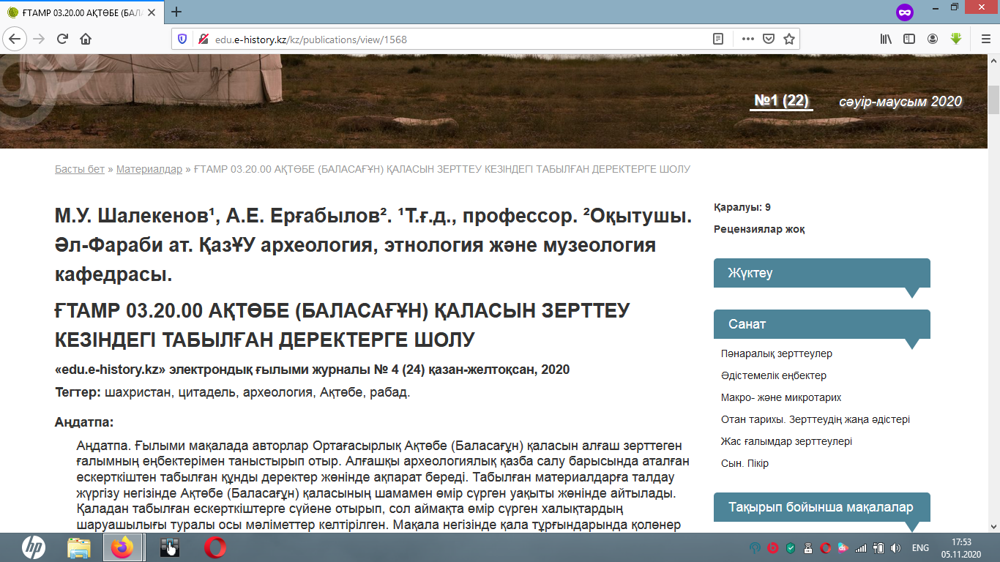 ҒТАМР 03.20.00 АҚТӨБЕ (БАЛА
edu.e-history.kz/kz/publications/view/1568
№1 (22) сәуір-маусым 2020
Басты бет » Материалдар » ҒТАМР 03.20.00 АҚТӨБЕ (БАЛАСАҒҰН) ҚАЛАСЫН ЗЕРТТЕУ КЕЗІНДЕГІ ТАБЫЛҒАН ДЕРЕКТЕРГЕ ШОЛУ
М.У. Шалекенов¹, А.Е. Ерғабылов². ¹Т.ғ.д., профессор. ²Оқытушы.
Әл-Фараби ат. ҚазҰУ археология, этнология және музеология
кафедрасы.
ҒТАМР 03.20.00 АҚТӨБЕ (БАЛАСАҒҰН) ҚАЛАСЫН ЗЕРТТЕУ
КЕЗІНДЕГІ ТАБЫЛҒАН ДЕРЕКТЕРГЕ ШОЛУ
«edu.e-history.kz» электрондық ғылыми журналы № 4 (24) қазан-желтоқсан, 2020
Тегтер: шахристан, цитадель, археология, Ақтөбе, рабад.
Аңдатпа:
Аңдатпа. Ғылыми мақалада авторлар Ортағасырлық Ақтөбе (Баласағұн) қаласын алғаш зерттеген
ғалымның еңбектерімен таныстырып отыр. Алғашқы археологиялық қазба салу барысында аталған
ескерткіштен табылған құнды деректер жөнінде ақпарат береді. Табылған материалдарға талдау
жүргізу негізінде Ақтөбе (Баласағұн) қаласының шамамен өмір сүрген уақыты жөнінде айтылады.
Қаладан табылған ескерткіштерге сүйене отырып, сол аймақта өмір сүрген халықтардың
шаруашылығы туралы осы мәліметтер келтірілген. Мақала негізінде қала тұрғындарында қолөнер
Қаралуы: 9
Рецензиялар жоқ
Жүктеу
Санат
Пәнаралық зерттеулер
Әдістемелік еңбектер
Макро- және микротарих
Отан тарихы. Зерттеудің жаңа әдістері
Жас ғалымдар зерттеулері
Сын. Пікір
Тақырып бойынша мақалалар
hp
ENG
17:53
05.11.2020